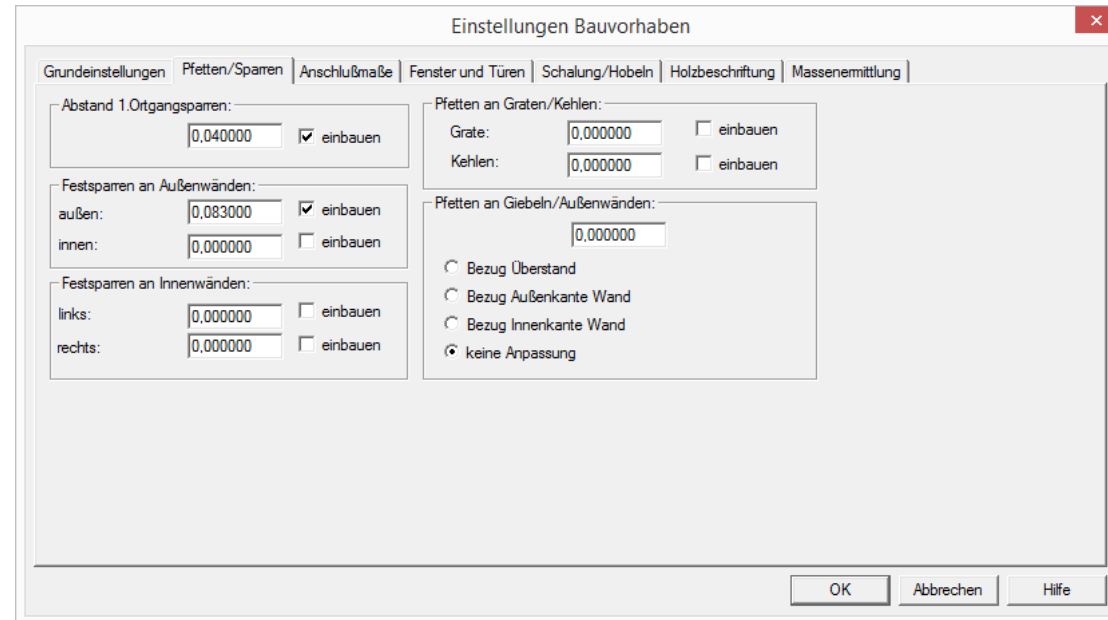 Einstellungen Bauvorhaben
Grundeinstellungen Pfetten/Sparren Anschlußmaße Fenster und Türen Schalung/Hobeln Holzbeschriftung Massenermittlung
Abstand 1.Ortgangsparren:
0,040000 einbauen
Festsparren an Außenwänden:
außen: 0,083000 einbauen
innen: 0,000000 einbauen
Festsparren an Innenwänden:
links: 0,000000 einbauen
rechts: 0,000000 einbauen
Pfetten an Graten/Kehlen:
Grate: 0,000000 einbauen
Kehlen: 0,000000 einbauen
Pfetten an Giebeln/Außenwänden:
0,000000
Bezug Überstand
Bezug Außenkante Wand
Bezug Innenkante Wand
keine Anpassung
OK Abbrechen Hilfe